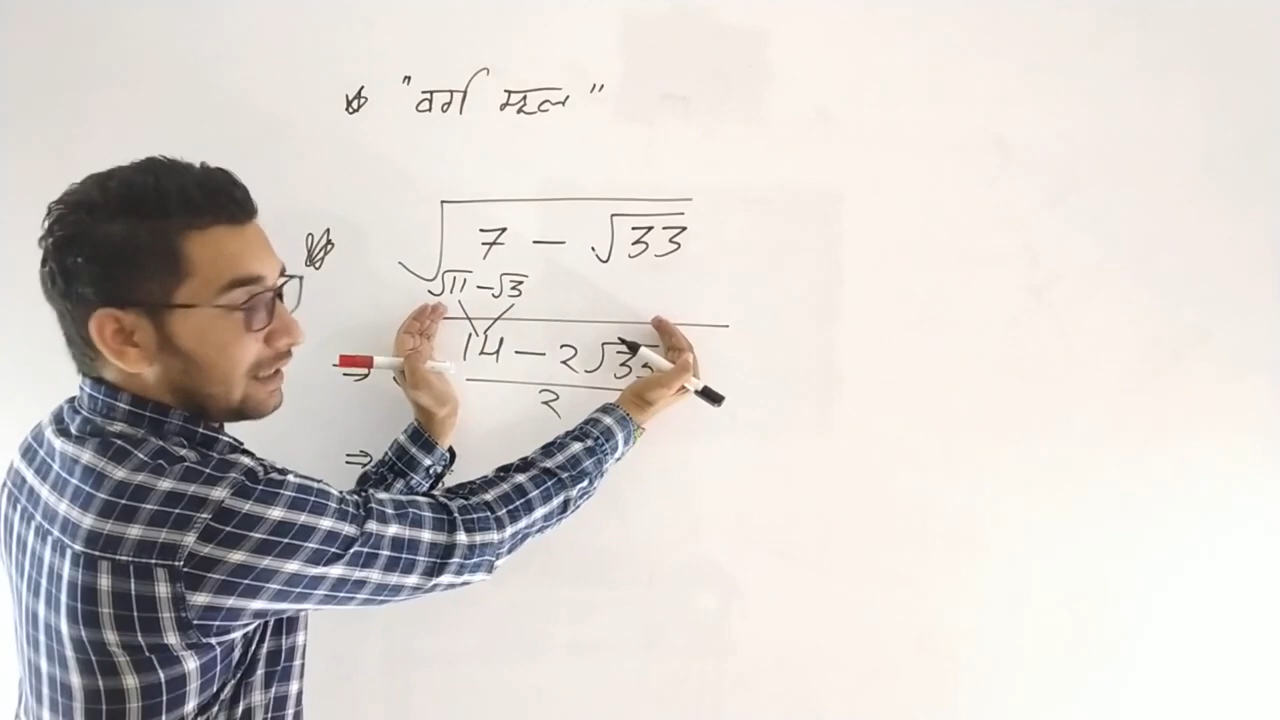 ☆ "वर्ग मूल"
☆ √7 - √33
√11 - √3
⇒ 14 - 2√33
2
⇒